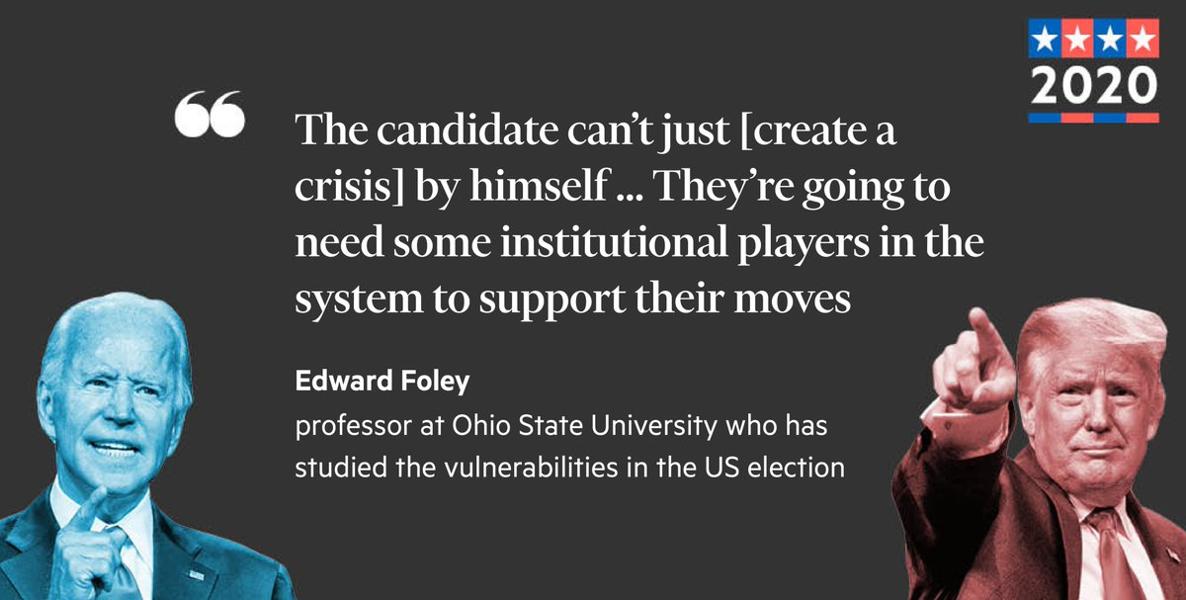 2020
“
The candidate can’t just [create a
crisis] by himself ... They’re going to
need some institutional players in the
system to support their moves
Edward Foley
professor at Ohio State University who has
studied the vulnerabilities in the US election